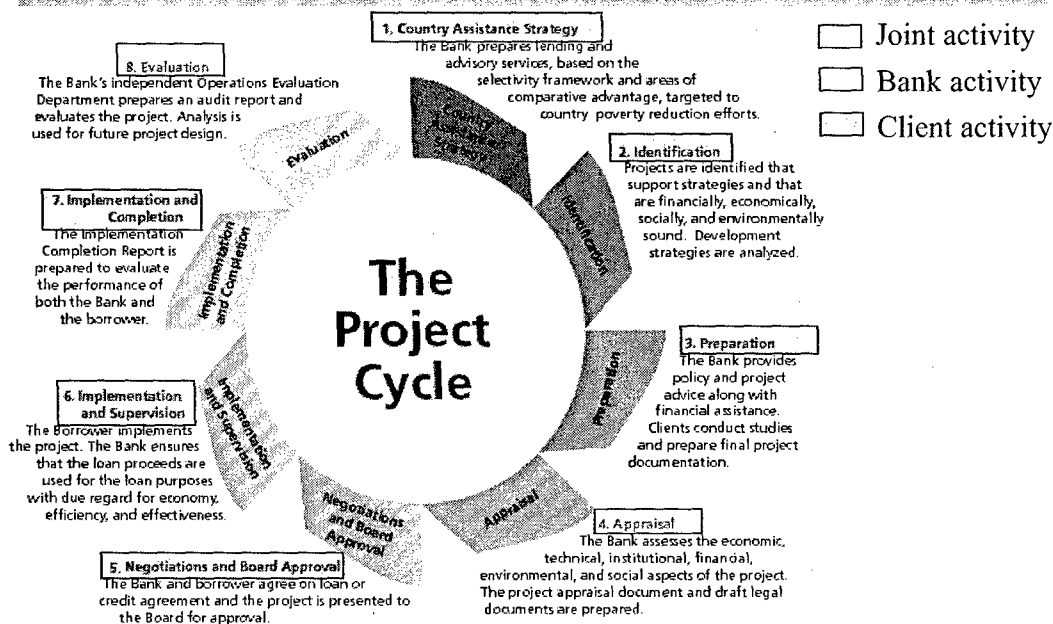 1. Country Assistance Strategy
The Bank prepares lending and
advisory services, based on the
selectivity framework and areas of
comparative advantage, targeted to
country poverty reduction efforts.
2. Identification
Projects are identified that
support strategies and that
are financially, economically,
socially, and environmentally
sound. Development
strategies are analyzed.
3. Preparation
The Bank provides
policy and project
advice along with
financial assistance.
Clients conduct studies
and prepare final project
documentation.
4. Appraisal
The Bank assesses the economic,
technical, institutional, financial,
environmental, and social aspects of the project.
The project appraisal document and draft legal
documents are prepared.
5. Negotiations and Board Approval
The Bank and borrower agree on loan or
credit agreement and the project is presented to
the Board for approval.
6. Implementation
and Supervision
The Borrower implements
the project. The Bank ensures
that the loan proceeds are
used for the loan purposes
with due regard for economy,
efficiency, and effectiveness.
7. Implementation and
Completion
The Implementation
Completion Report is
prepared to evaluate
the performance of
both the Bank and
the borrower.
8. Evaluation
The Bank's independent Operations Evaluation
Department prepares an audit report and
evaluates the project. Analysis is
used for future project design.
Country
Assistance
Strategy
Identification
Preparation
Appraisal
Negotiations
and Board
Approval
Implementation
and Supervision
Implementation
and Completion
Evaluation
The
Project
Cycle
Joint activity
Bank activity
Client activity